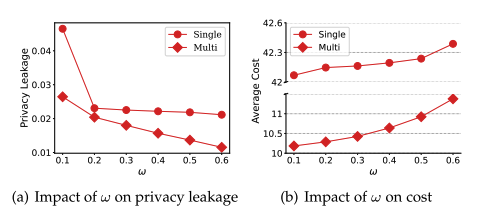 Privacy Leakage
0.04
0.03
0.02
0.01
0.1 0.2 0.3 0.4 0.5 0.6
ω
Single
Multi
(a) Impact of ω on privacy leakage
Average Cost
42.6
42.3
42
11
10.5
10
0.1 0.2 0.3 0.4 0.5 0.6
ω
Single
Multi
(b) Impact of ω on cost